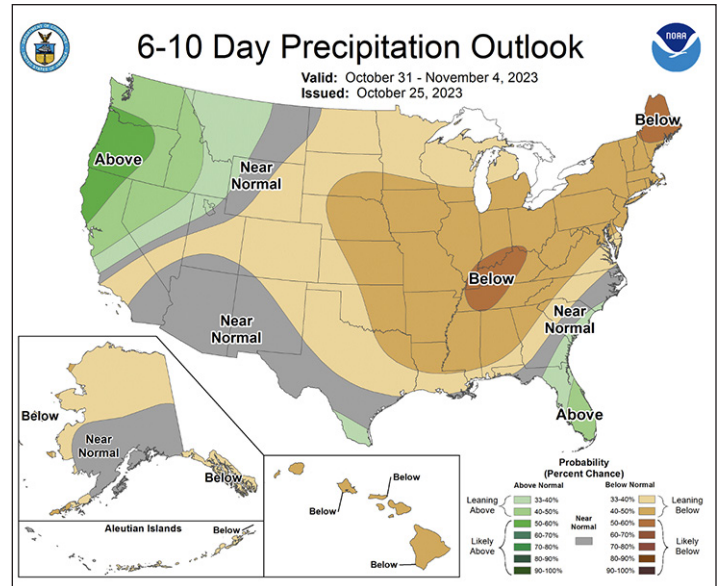 6-10 Day Precipitation Outlook
Valid: October 31 - November 4, 2023
Issued: October 25, 2023
NOAA
Above
Near
Normal
Below
Below
Near
Normal
Near
Normal
Above
Below
Near
Normal
Below
Aleutian Islands
Below
Below
Below
Below
Below
Probability
(Percent Chance)
Above Normal
Below Normal
Leaning
Above
33-40%
40-50%
50-60%
60-70%
70-80%
80-90%
90-100%
Likely
Above
Near
Normal
33-40%
40-50%
50-60%
60-70%
70-80%
80-90%
90-100%
Leaning
Below
Likely
Below